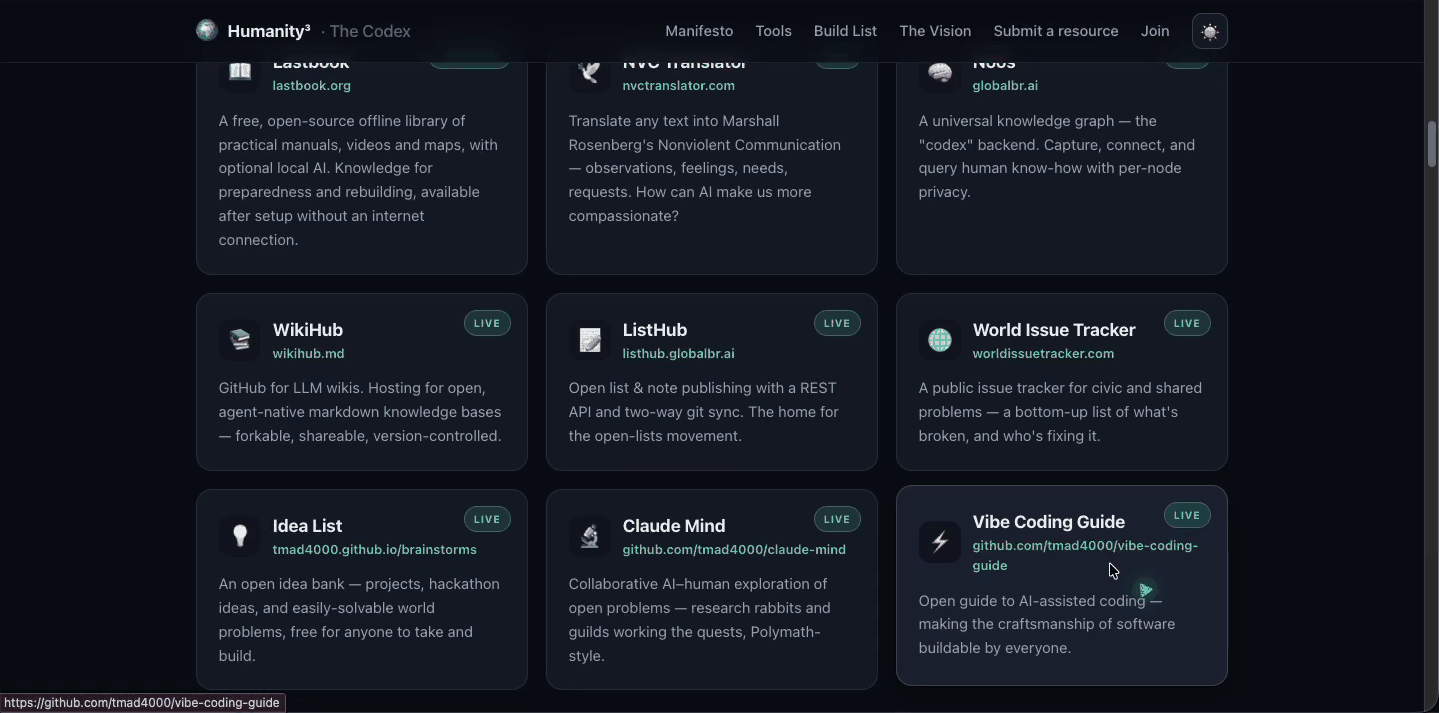 Humanity³ · The Codex
Manifesto
Tools
Build List
The Vision
Submit a resource
Join
Lastbook
lastbook.org
A free, open-source offline library of
practical manuals, videos and maps, with
optional local AI. Knowledge for
preparedness and rebuilding, available
after setup without an internet
connection.
NVC Translator
nvctranslator.com
Translate any text into Marshall
Rosenberg's Nonviolent Communication
— observations, feelings, needs,
requests. How can AI make us more
compassionate?
Noos
globalbr.ai
A universal knowledge graph — the
"codex" backend. Capture, connect, and
query human know-how with per-node
privacy.
WikiHub
LIVE
wikihub.md
GitHub for LLM wikis. Hosting for open,
agent-native markdown knowledge bases
— forkable, shareable, version-controlled.
ListHub
LIVE
listhub.globalbr.ai
Open list & note publishing with a REST
API and two-way git sync. The home for
the open-lists movement.
World Issue Tracker
LIVE
worldissuetracker.com
A public issue tracker for civic and shared
problems — a bottom-up list of what's
broken, and who's fixing it.
Idea List
LIVE
tmad4000.github.io/brainstorms
An open idea bank — projects, hackathon
ideas, and easily-solvable world
problems, free for anyone to take and
build.
Claude Mind
LIVE
github.com/tmad4000/claude-mind
Collaborative AI–human exploration of
open problems — research rabbits and
guilds working the quests, Polymath-
style.
Vibe Coding Guide
LIVE
github.com/tmad4000/vibe-coding-
guide
Open guide to AI-assisted coding —
making the craftsmanship of software
buildable by everyone.
https://github.com/tmad4000/vibe-coding-guide